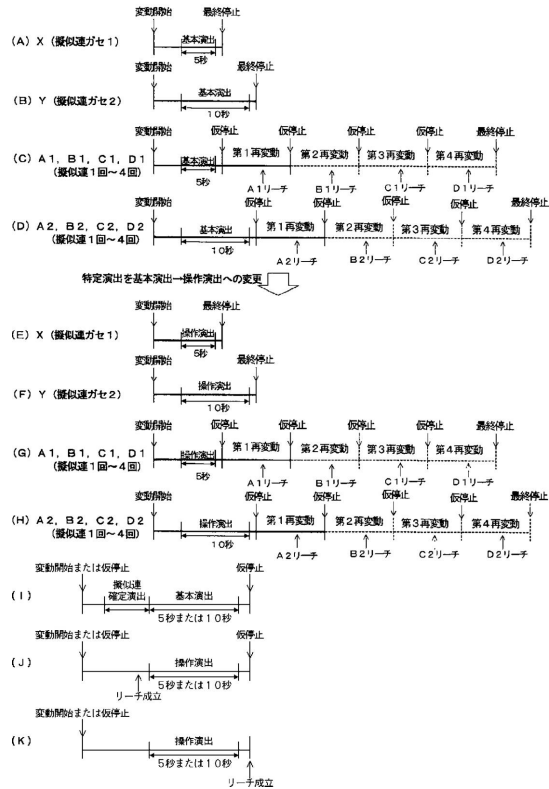 変動開始 最終停止
(A) X (擬似連ガセ1) 基本演出
5秒
変動開始 最終停止
(B) Y (擬似連ガセ2) 基本演出
10秒
変動開始 仮停止 仮停止 仮停止 仮停止 最終停止
(C) A1, B1, C1, D1 基本演出 第1再変動 第2再変動 第3再変動 第4再変動
(擬似連1回~4回) 5秒 A1リーチ B1リーチ C1リーチ D1リーチ
変動開始 仮停止 仮停止 仮停止 仮停止 最終停止
(D) A2, B2, C2, D2 基本演出 第1再変動 第2再変動 第3再変動 第4再変動
(擬似連1回~4回) 10秒 A2リーチ B2リーチ C2リーチ D2リーチ
特定演出を基本演出→操作演出への変更
変動開始 最終停止
(E) X (擬似連ガセ1) 操作演出
5秒
変動開始 最終停止
(F) Y (擬似連ガセ2) 操作演出
10秒
変動開始 仮停止 仮停止 仮停止 仮停止 最終停止
(G) A1, B1, C1, D1 操作演出 第1再変動 第2再変動 第3再変動 第4再変動
(擬似連1回~4回) 5秒 A1リーチ B1リーチ C1リーチ D1リーチ
変動開始 仮停止 仮停止 仮停止 仮停止 最終停止
(H) A2, B2, C2, D2 操作演出 第1再変動 第2再変動 第3再変動 第4再変動
(擬似連1回~4回) 10秒 A2リーチ B2リーチ C2リーチ D2リーチ
変動開始または仮停止 仮停止
(I) 擬似連 確定演出 基本演出
5秒または10秒
変動開始または仮停止 仮停止
(J) 操作演出
リーチ成立 5秒または10秒
変動開始または仮停止
(K) 操作演出
5秒または10秒
リーチ成立